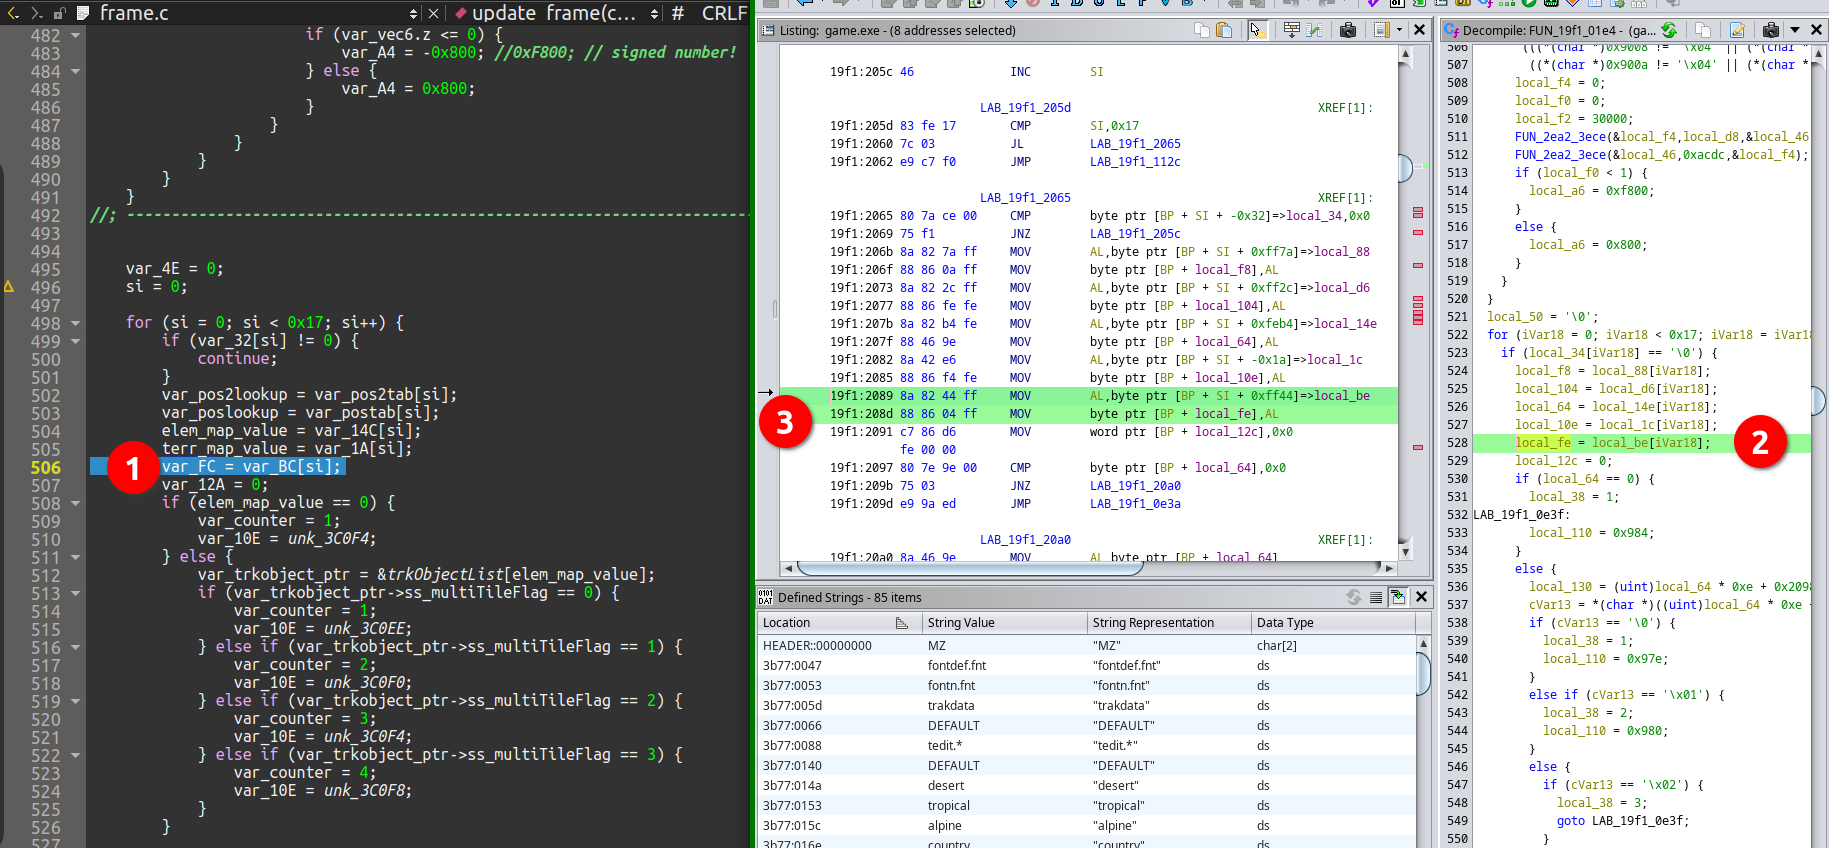 frame.c
update_frame(c...
#
CRLF
482 if (var_vec6.z <= 0) {
483 var_A4 = -0x800; //0xF800; // signed number!
484 } else {
485 var_A4 = 0x800;
486 }
487 }
488 }
489 }
490 }
491 }
492 //; ----------------------------------------------------------------------
493
494
495 var_4E = 0;
496 si = 0;
497
498 for (si = 0; si < 0x17; si++) {
499 if (var_32[si] != 0) {
500 continue;
501 }
502 var_pos2lookup = var_pos2tab[si];
503 var_poslookup = var_postab[si];
504 elem_map_value = var_14C[si];
505 terr_map_value = var_1A[si];
506 var_FC = var_BC[si];
507 var_12A = 0;
508 if (elem_map_value == 0) {
509 var_counter = 1;
510 var_10E = unk_3C0F4;
511 } else {
512 var_trkobject_ptr = &trkObjectList[elem_map_value];
513 if (var_trkobject_ptr->ss_multiTileFlag == 0) {
514 var_counter = 1;
515 var_10E = unk_3C0EE;
516 } else if (var_trkobject_ptr->ss_multiTileFlag == 1) {
517 var_counter = 2;
518 var_10E = unk_3C0F0;
519 } else if (var_trkobject_ptr->ss_multiTileFlag == 2) {
520 var_counter = 3;
521 var_10E = unk_3C0F4;
522 } else if (var_trkobject_ptr->ss_multiTileFlag == 3) {
523 var_counter = 4;
524 var_10E = unk_3C0F8;
525 }
526 }
527
1
Listing: game.exe - (8 addresses selected)
19f1:205c 46 INC SI
LAB_19f1_205d XREF[1]:
19f1:205d 83 fe 17 CMP SI,0x17
19f1:2060 7c 03 JL LAB_19f1_2065
19f1:2062 e9 c7 f0 JMP LAB_19f1_112c
LAB_19f1_2065 XREF[1]:
19f1:2065 80 7a ce 00 CMP byte ptr [BP + SI + -0x32]=>local_34,0x0
19f1:2069 75 f1 JNZ LAB_19f1_205c
19f1:206b 8a 82 7a ff MOV AL,byte ptr [BP + SI + 0xff7a]=>local_88
19f1:206f 88 86 0a ff MOV byte ptr [BP + local_f8],AL
19f1:2073 8a 82 2c ff MOV AL,byte ptr [BP + SI + 0xff2c]=>local_d6
19f1:2077 88 86 fe fe MOV byte ptr [BP + local_104],AL
19f1:207b 8a 82 b4 fe MOV AL,byte ptr [BP + SI + 0xfeb4]=>local_14e
19f1:207f 88 46 9e MOV byte ptr [BP + local_64],AL
19f1:2082 8a 42 e6 MOV AL,byte ptr [BP + SI + -0x1a]=>local_1c
19f1:2085 88 86 f4 fe MOV byte ptr [BP + local_10e],AL
19f1:2089 8a 82 44 ff MOV AL,byte ptr [BP + SI + 0xff44]=>local_be
19f1:208d 88 86 04 ff MOV byte ptr [BP + local_fe],AL
19f1:2091 c7 86 d6 MOV word ptr [BP + local_12c],0x0
fe 00 00
19f1:2097 80 7e 9e 00 CMP byte ptr [BP + local_64],0x0
19f1:209b 75 03 JNZ LAB_19f1_20a0
19f1:209d e9 9a ed JMP LAB_19f1_0e3a
LAB_19f1_20a0 XREF[1]:
19f1:20a0 8a 46 9e MOV AL,byte ptr [BP + local_64]
3
Defined Strings - 85 items
Location String Value String Representation Data Type
HEADER::00000000 MZ "MZ" char[2]
3b77:0047 fontdef.fnt "fontdef.fnt" ds
3b77:0053 fontn.fnt "fontn.fnt" ds
3b77:005d trakdata "trakdata" ds
3b77:0066 DEFAULT "DEFAULT" ds
3b77:0088 tedit.* "tedit.*" ds
3b77:0140 DEFAULT "DEFAULT" ds
3b77:014a desert "desert" ds
3b77:0153 tropical "tropical" ds
3b77:015c alpine "alpine" ds
3b77:016e country "country" ds
Decompile: FUN_19f1_01e4 - (ga...
506 (((*(char *)0x9008 != '\x04' || (*(char *
507 ((*(char *)0x900a != '\x04' || (*(char *
508 local_f4 = 0;
509 local_f0 = 0;
510 local_f2 = 30000;
511 FUN_2ea2_3ece(&local_f4,local_d8,&local_46
512 FUN_2ea2_3ece(&local_46,0xacdc,&local_f4);
513 if (local_f0 < 1) {
514 local_a6 = 0xf800;
515 }
516 else {
517 local_a6 = 0x800;
518 }
519 }
520 }
521 local_50 = '\0';
522 for (iVar18 = 0; iVar18 < 0x17; iVar18 = iVar18
523 if (local_34[iVar18] == '\0') {
524 local_f8 = local_88[iVar18];
525 local_104 = local_d6[iVar18];
526 local_64 = local_14e[iVar18];
527 local_10e = local_1c[iVar18];
528 local_fe = local_be[iVar18];
529 local_12c = 0;
530 if (local_64 == 0) {
531 local_38 = 1;
532 LAB_19f1_0e3f:
533 local_110 = 0x984;
534 }
535 else {
536 local_130 = (uint)local_64 * 0xe + 0x2098
537 cVar13 = *(char *)((uint)local_64 * 0xe +
538 if (cVar13 == '\0') {
539 local_38 = 1;
540 local_110 = 0x97e;
541 }
542 else if (cVar13 == '\x01') {
543 local_38 = 2;
544 local_110 = 0x980;
545 }
546 else {
547 if (cVar13 == '\x02') {
548 local_38 = 3;
549 goto LAB_19f1_0e3f;
550 }
2